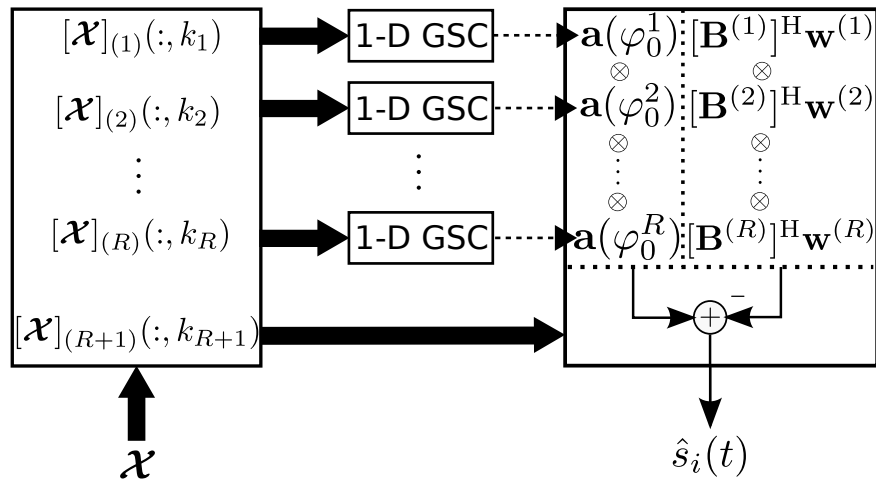 [𝓧]₍₁₎(:, k₁) 1-D GSC a(φ₀¹) [B⁽¹⁾]ᴴw⁽¹⁾
⊗ ⊗
[𝓧]₍₂₎(:, k₂) 1-D GSC a(φ₀²) [B⁽²⁾]ᴴw⁽²⁾
⊗ ⊗
⋮ ⋮ ⋮ ⋮
⊗ ⊗
[𝓧]_(R)(:, k_R) 1-D GSC a(φ₀ᴿ) [B⁽ᴿ⁾]ᴴw⁽ᴿ⁾
[𝓧]_(R+1)(:, k_{R+1}) + −
𝓧 ŝᵢ(t)